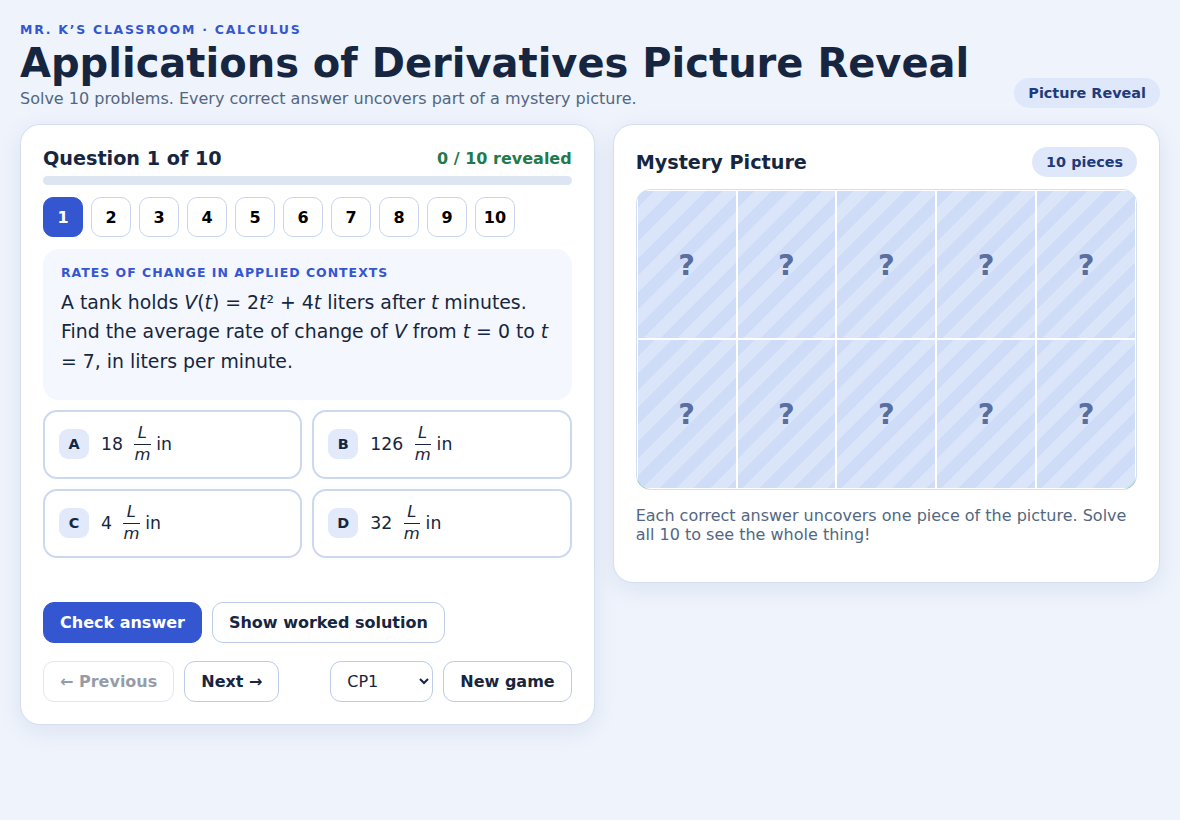 MR. K’S CLASSROOM · CALCULUS
Applications of Derivatives Picture Reveal
Solve 10 problems. Every correct answer uncovers part of a mystery picture.
Picture Reveal
Question 1 of 10
0 / 10 revealed
1 2 3 4 5 6 7 8 9 10
RATES OF CHANGE IN APPLIED CONTEXTS
A tank holds V(t) = 2t² + 4t liters after t minutes.
Find the average rate of change of V from t = 0 to t
= 7, in liters per minute.
A 18 L/m in
B 126 L/m in
C 4 L/m in
D 32 L/m in
Check answer
Show worked solution
← Previous
Next →
CP1
New game
Mystery Picture
10 pieces
? ? ? ? ?
? ? ? ? ?
Each correct answer uncovers one piece of the picture. Solve
all 10 to see the whole thing!